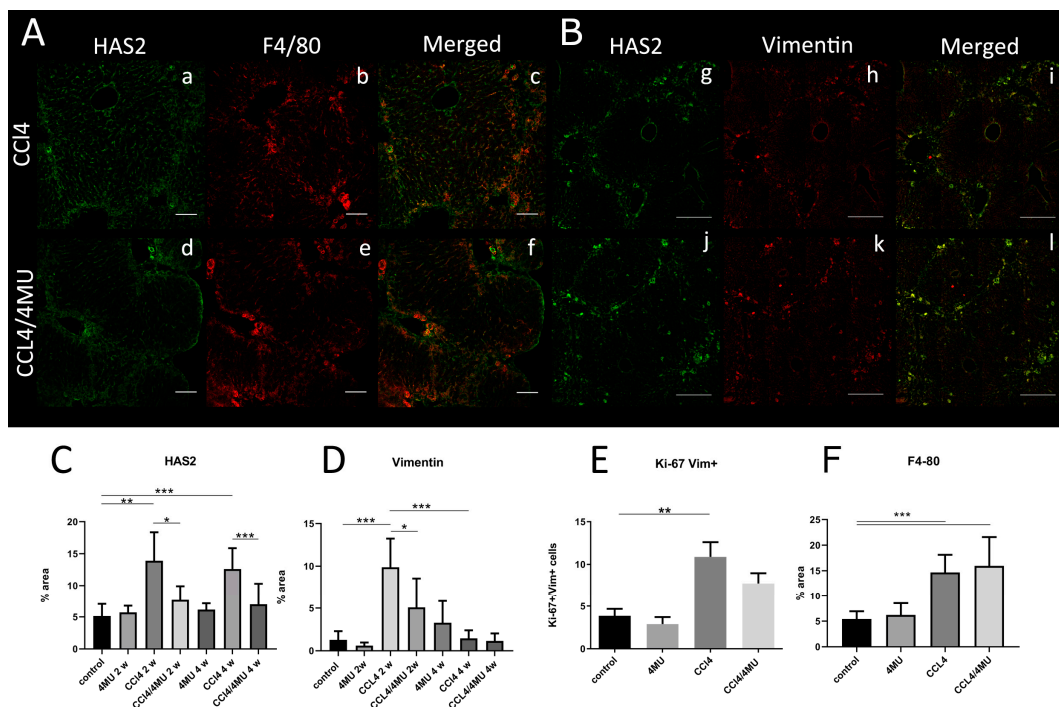 A HAS2 F4/80 Merged B HAS2 Vimentin Merged
CCl4 a b c g h i
CCL4/4MU d e f j k l
C HAS2
% area
20
15
10
5
0
** *** * ***
control 4MU 2 w CCl4 2 w CCl4/4MU 2 w 4MU 4 w CCl4 4 w CCl4/4MU 4 w
D Vimentin
% area
15
10
5
0
*** *** *
control 4MU 2w CCL4 2 w CCL4/4MU 2w 4MU 4 w CCl4 4 w CCL4/4MU 4w
E Ki-67 Vim+
Ki-67+/Vim+ cells
15
10
5
0
**
control 4MU CCl4 CCl4/4MU
F F4-80
% area
25
20
15
10
5
0
***
control 4MU CCL4 CCL4/4MU